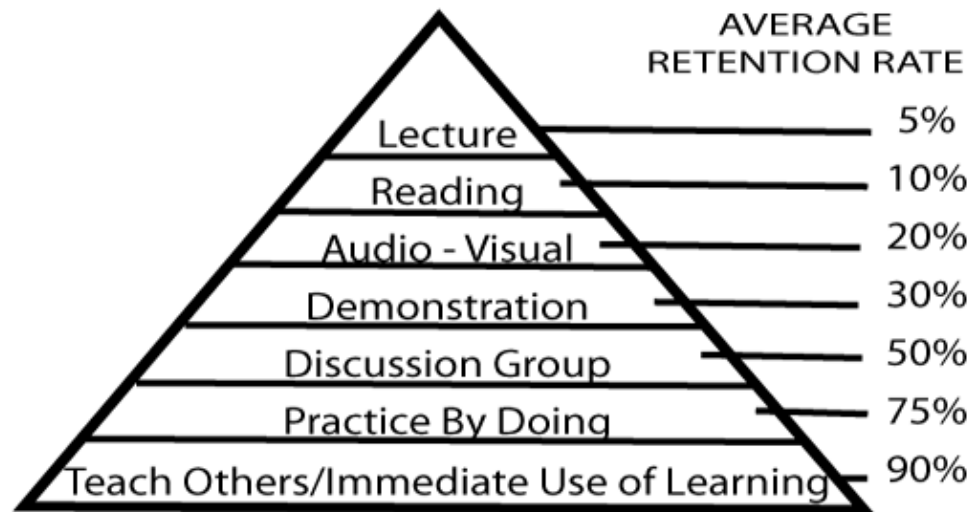 AVERAGE
RETENTION RATE
Lecture 5%
Reading 10%
Audio - Visual 20%
Demonstration 30%
Discussion Group 50%
Practice By Doing 75%
Teach Others/Immediate Use of Learning 90%